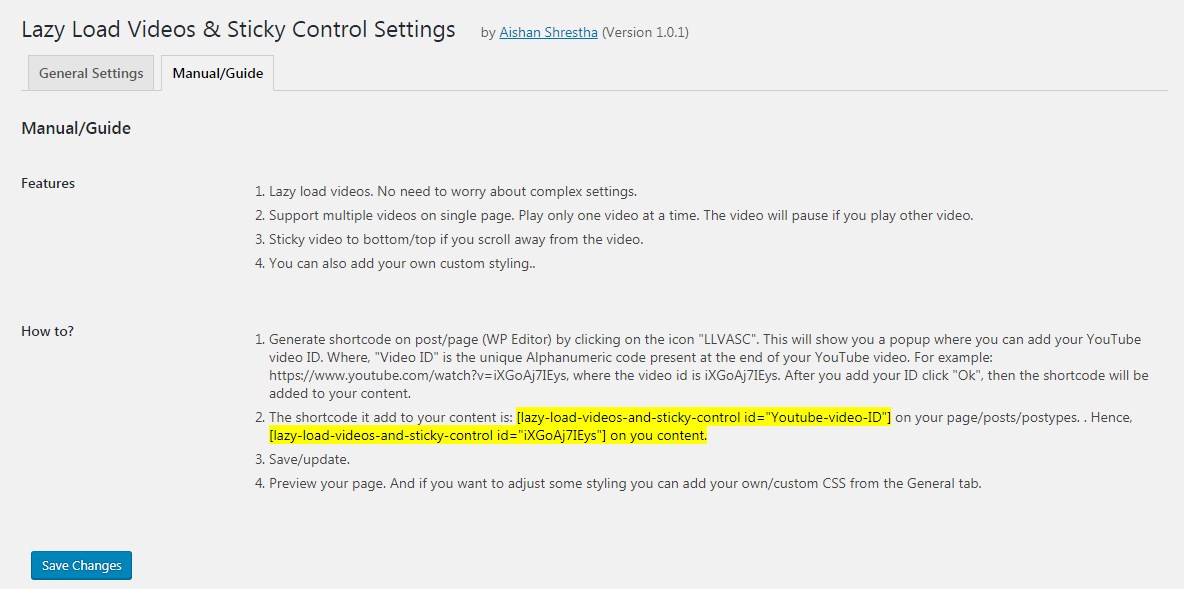 Lazy Load Videos & Sticky Control Settings by Aishan Shrestha (Version 1.0.1)
General Settings Manual/Guide
Manual/Guide
Features
1. Lazy load videos. No need to worry about complex settings.
2. Support multiple videos on single page. Play only one video at a time. The video will pause if you play other video.
3. Sticky video to bottom/top if you scroll away from the video.
4. You can also add your own custom styling..
How to?
1. Generate shortcode on post/page (WP Editor) by clicking on the icon "LLVASC". This will show you a popup where you can add your YouTube
video ID. Where, "Video ID" is the unique Alphanumeric code present at the end of your YouTube video. For example:
https://www.youtube.com/watch?v=iXGoAj7IEys, where the video id is iXGoAj7IEys. After you add your ID click "Ok", then the shortcode will be
added to your content.
2. The shortcode it add to your content is: [lazy-load-videos-and-sticky-control id="Youtube-video-ID"] on your page/posts/postypes. . Hence,
[lazy-load-videos-and-sticky-control id="iXGoAj7IEys"] on you content.
3. Save/update.
4. Preview your page. And if you want to adjust some styling you can add your own/custom CSS from the General tab.
Save Changes